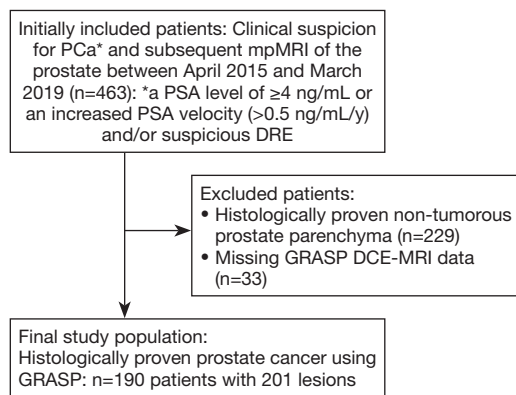 Initially included patients: Clinical suspicion
for PCa* and subsequent mpMRI of the
prostate between April 2015 and March
2019 (n=463): *a PSA level of ≥4 ng/mL or
an increased PSA velocity (>0.5 ng/mL/y)
and/or suspicious DRE
Excluded patients:
• Histologically proven non-tumorous
prostate parenchyma (n=229)
• Missing GRASP DCE-MRI data
(n=33)
Final study population:
Histologically proven prostate cancer using
GRASP: n=190 patients with 201 lesions